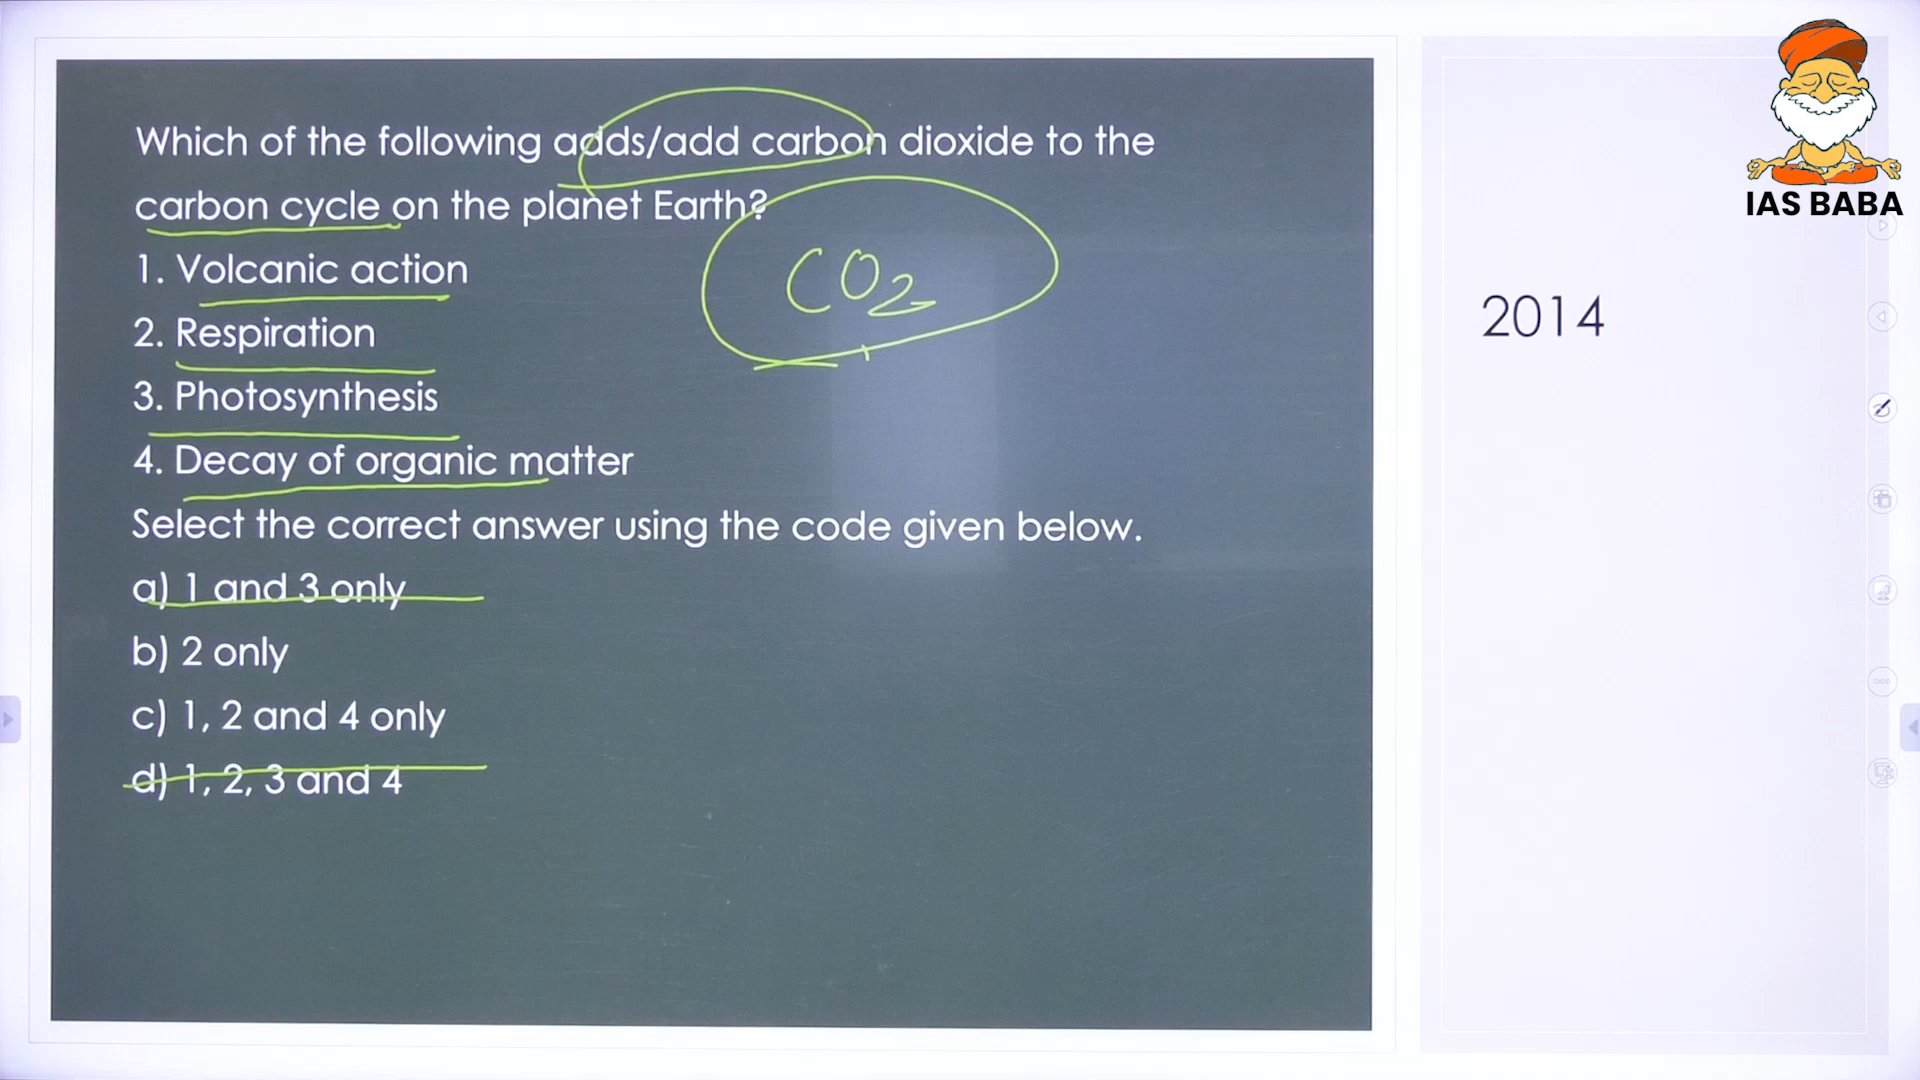 Which of the following adds/add carbon dioxide to the
carbon cycle on the planet Earth?
CO2
1. Volcanic action
2. Respiration
3. Photosynthesis
4. Decay of organic matter
Select the correct answer using the code given below.
a) 1 and 3 only
b) 2 only
c) 1, 2 and 4 only
d) 1, 2, 3 and 4
IAS BABA
2014